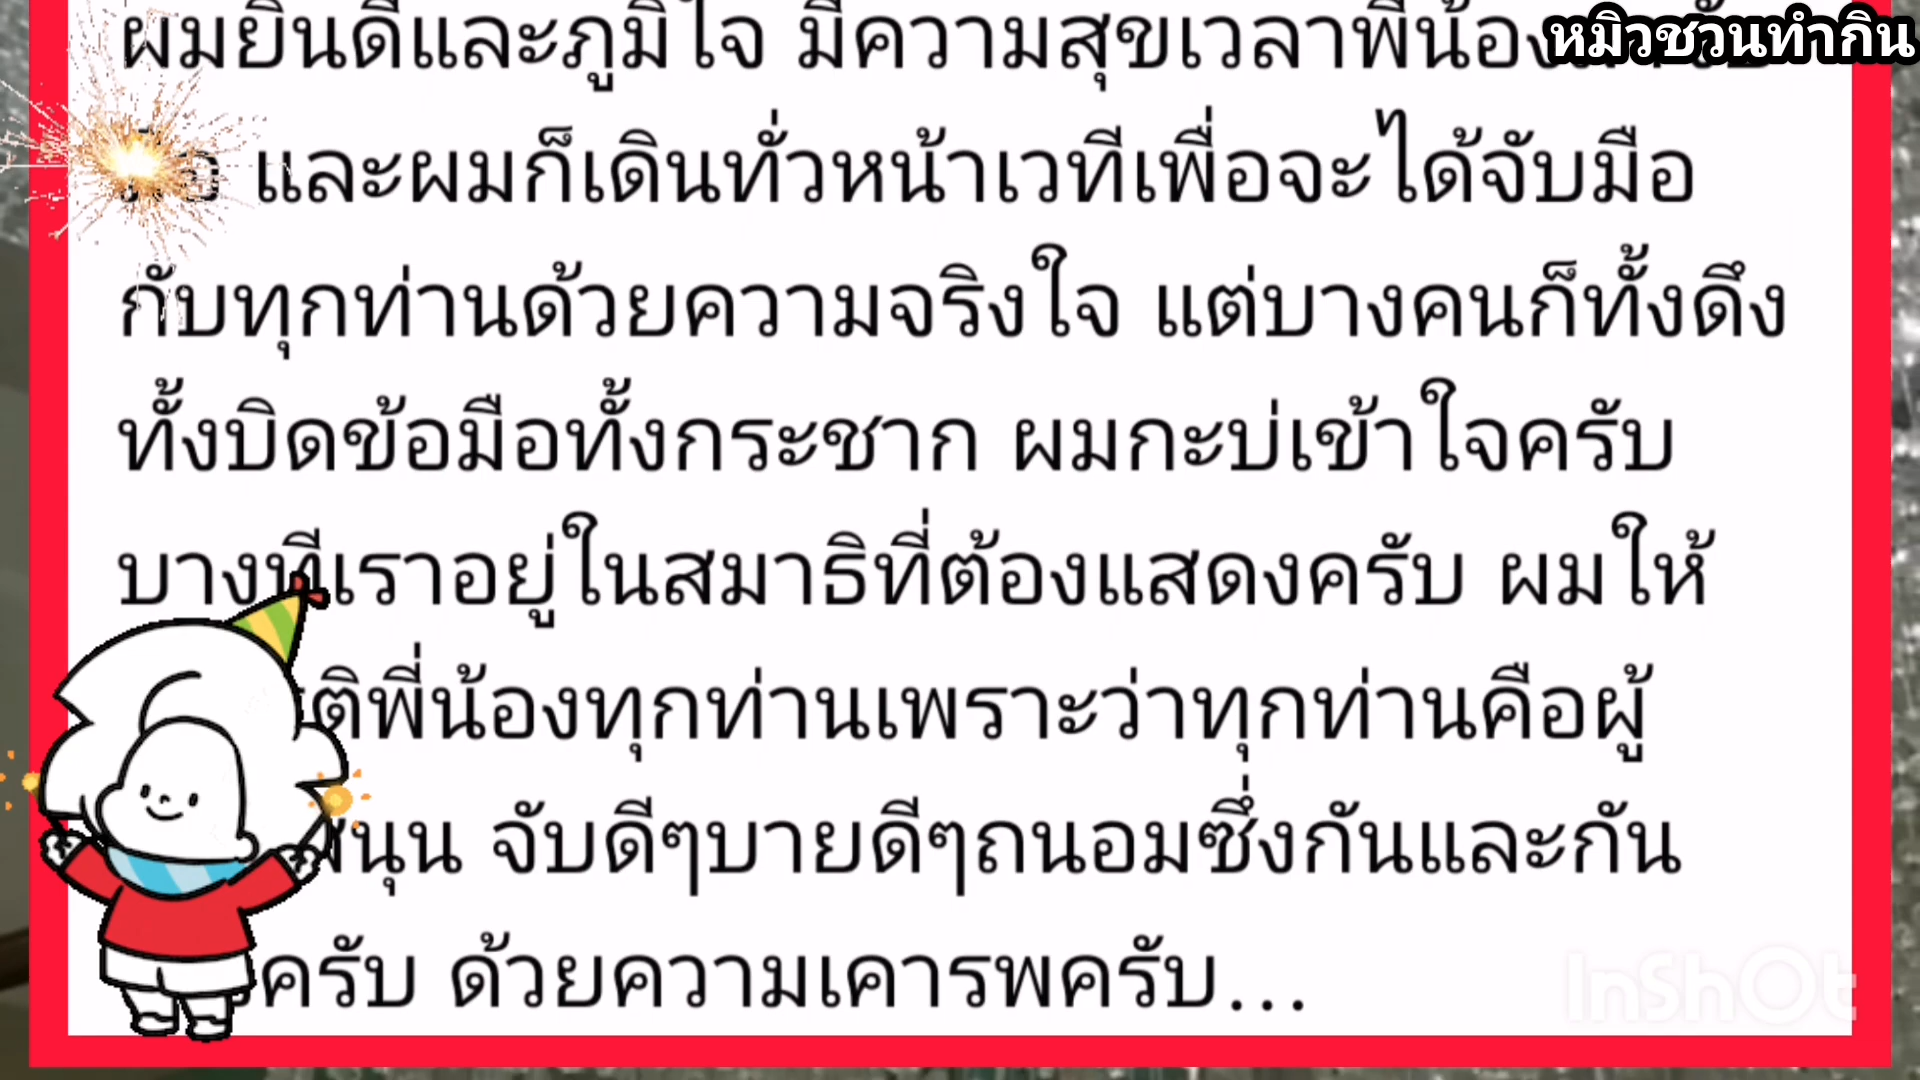 ผมยินดีและภูมิใจ มีความสุขเวลาพี่น้อง
หมิวชวนทำกิน
และผมก็เดินทั่วหน้าเวทีเพื่อจะได้จับมือ
กับทุกท่านด้วยความจริงใจ แต่บางคนก็ทั้งดึง
ทั้งบิดข้อมือทั้งกระชาก ผมกะบ่เข้าใจครับ
บางทีเราอยู่ในสมาธิที่ต้องแสดงครับ ผมให้
พี่น้องทุกท่านเพราะว่าทุกท่านคือผู้
จับดีๆบายดีๆถนอมซึ่งกันและกัน
ครับ ด้วยความเคารพครับ...
InShOt